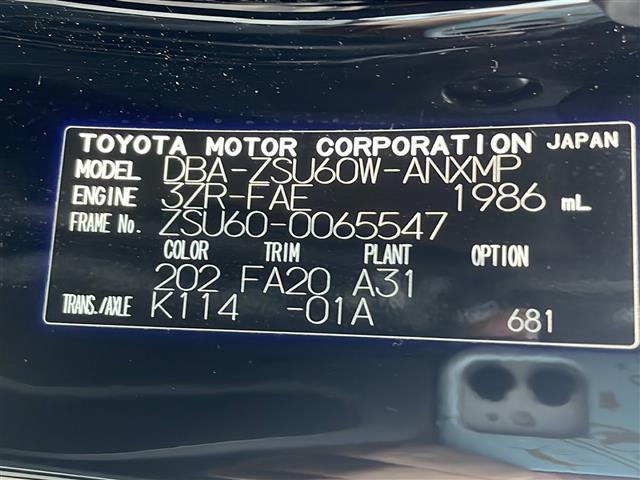 TOYOTA MOTOR CORPORATION JAPAN
MODEL DBA-ZSU60W-ANXMP
ENGINE 3ZR-FAE 1986 mL
FRAME No. ZSU60-0065547
COLOR TRIM PLANT OPTION
202 FA20 A31
TRANS./AXLE K114 -01A 681